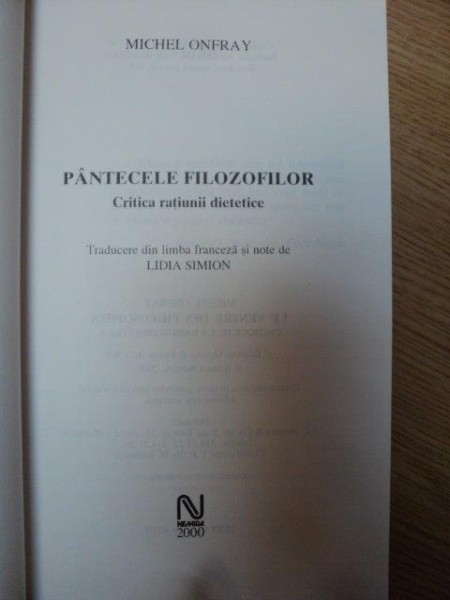 MICHEL ONFRAY
PÂNTECELE FILOZOFILOR
Critica rațiunii dietetice
Traducere din limba franceză și note de
LIDIA SIMION
NEMIRA
2000